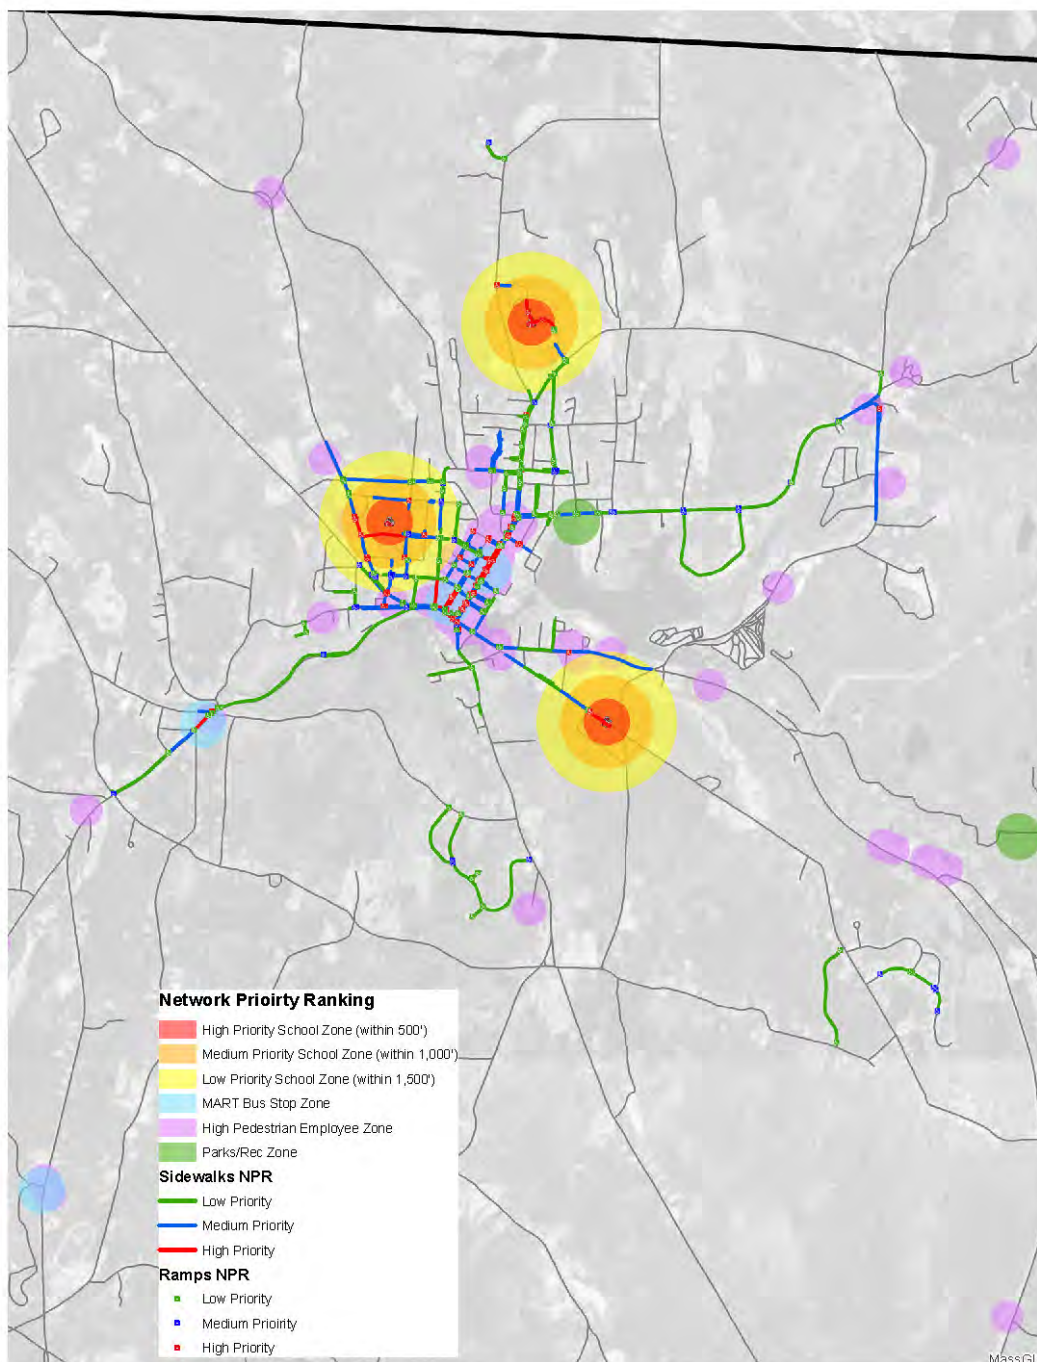 Network Prioirty Ranking
High Priority School Zone (within 500')
Medium Priority School Zone (within 1,000')
Low Priority School Zone (within 1,500')
MART Bus Stop Zone
High Pedestrian Employee Zone
Parks/Rec Zone
Sidewalks NPR
Low Priority
Medium Priority
High Priority
Ramps NPR
Low Priority
Medium Prioirity
High Priority
MassGI